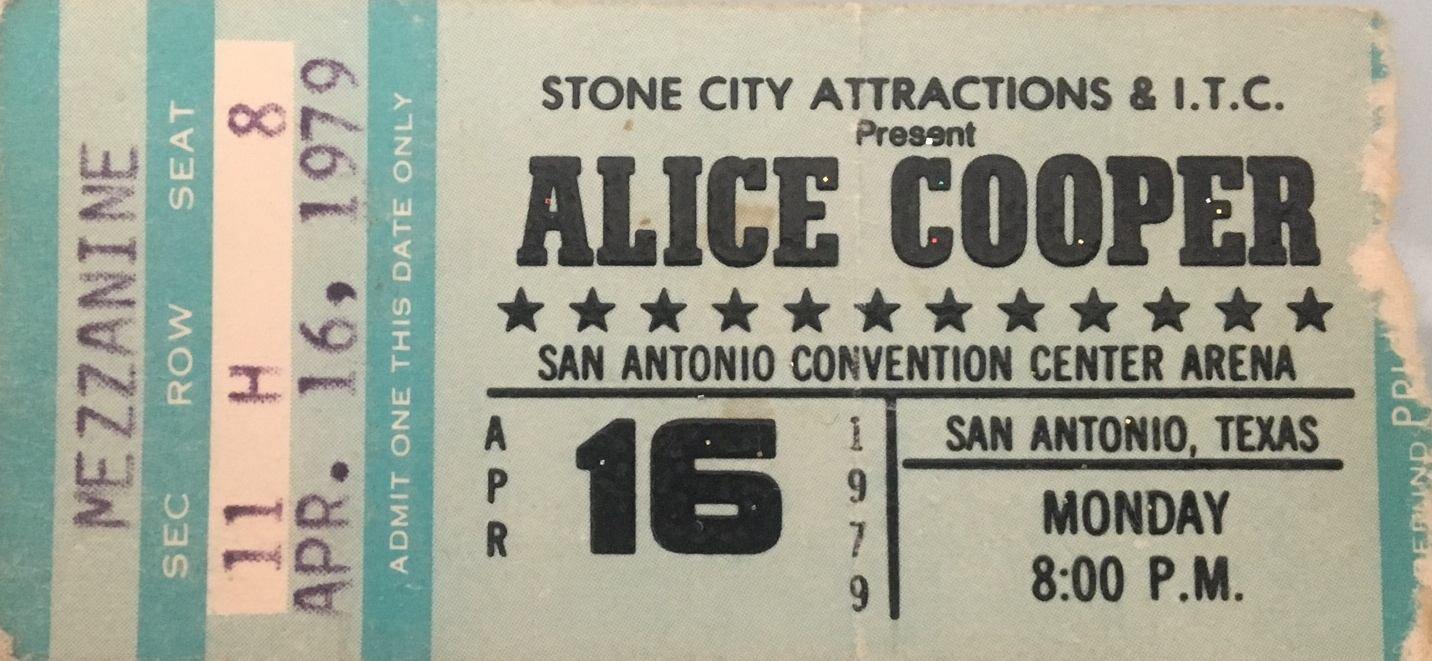 MEZZANINE
SEC ROW SEAT
11 H 8
APR. 16, 1979
ADMIT ONE THIS DATE ONLY
STONE CITY ATTRACTIONS & I.T.C.
Present
ALICE COOPER
SAN ANTONIO CONVENTION CENTER ARENA
APR
16
1979
SAN ANTONIO, TEXAS
MONDAY
8:00 P.M.